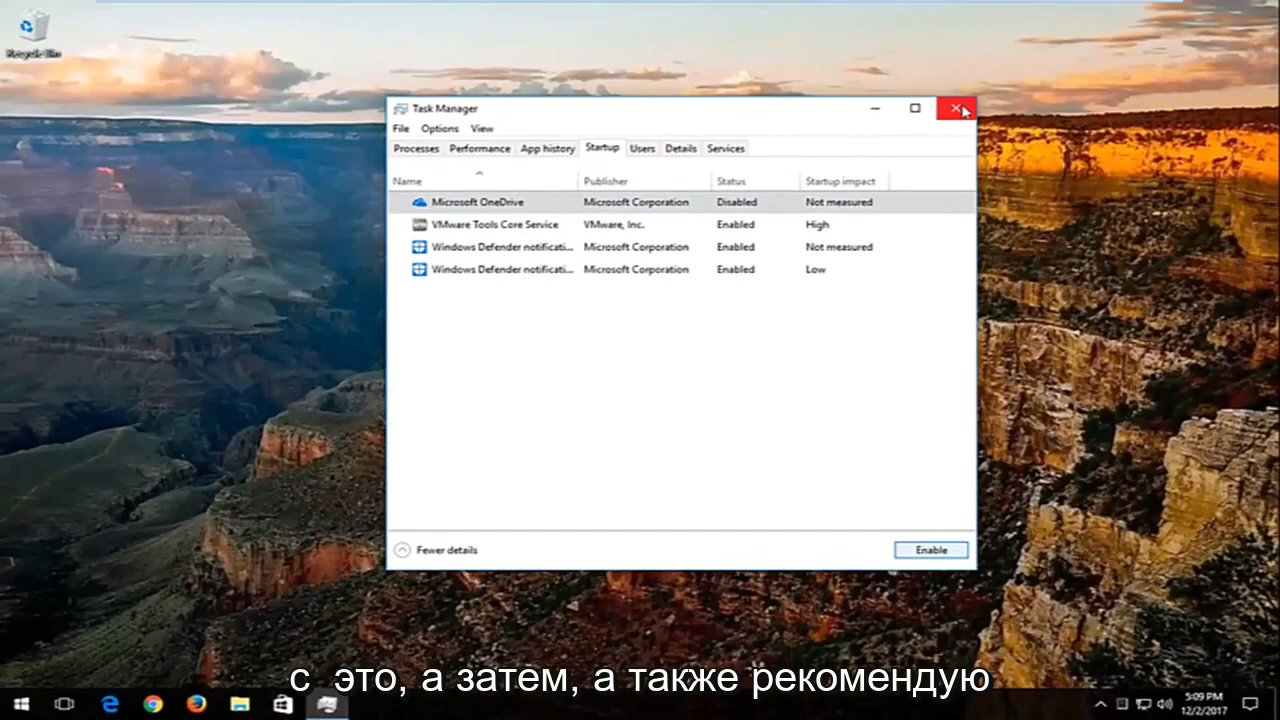 Recycle Bin
Task Manager
File Options View
Processes Performance App history Startup Users Details Services
Name Publisher Status Startup impact
Microsoft OneDrive Microsoft Corporation Disabled Not measured
VMware Tools Core Service VMware, Inc. Enabled High
Windows Defender notificati... Microsoft Corporation Enabled Not measured
Windows Defender notificati... Microsoft Corporation Enabled Low
Fewer details Enable
с это, а затем, а также рекомендую
5:09 PM
12/2/2017